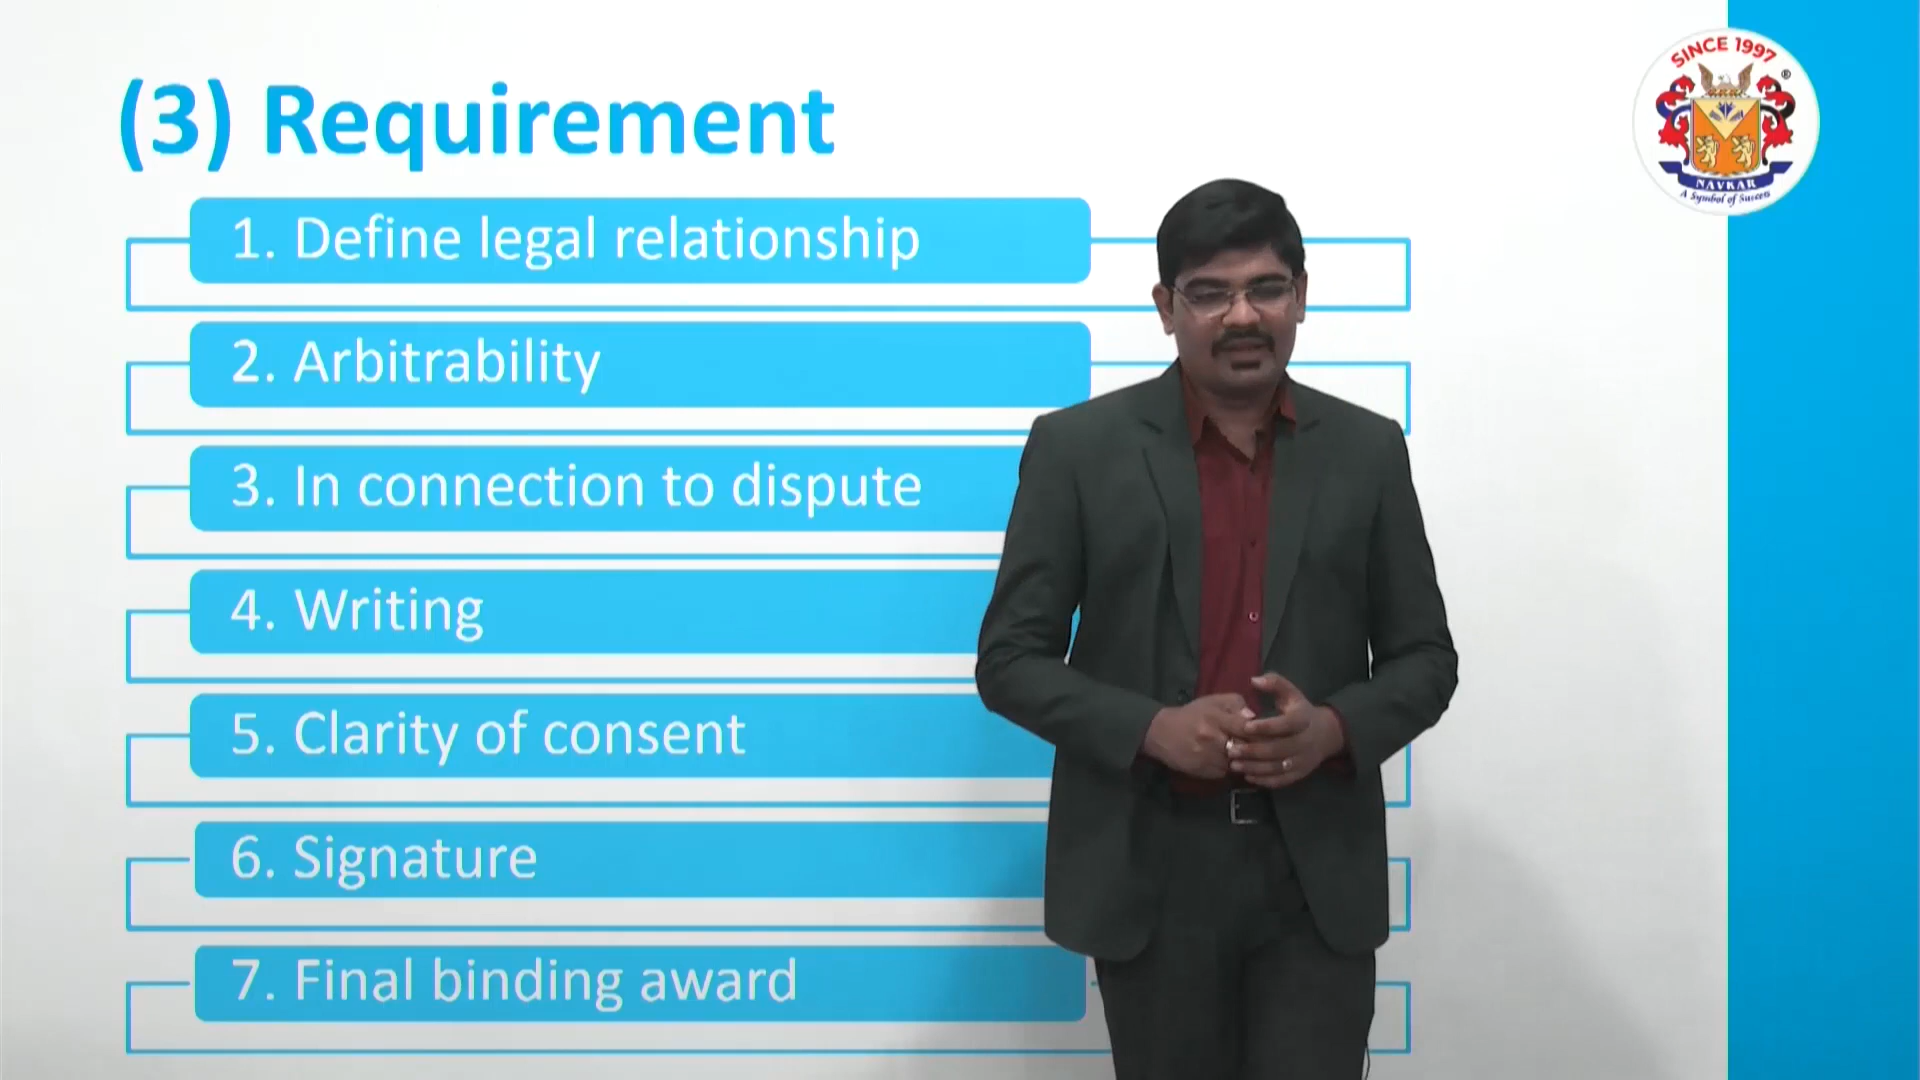 (3) Requirement
1. Define legal relationship
2. Arbitrability
3. In connection to dispute
4. Writing
5. Clarity of consent
6. Signature
7. Final binding award
SINCE 1997
®
NAVKAR
A Symbol of Success